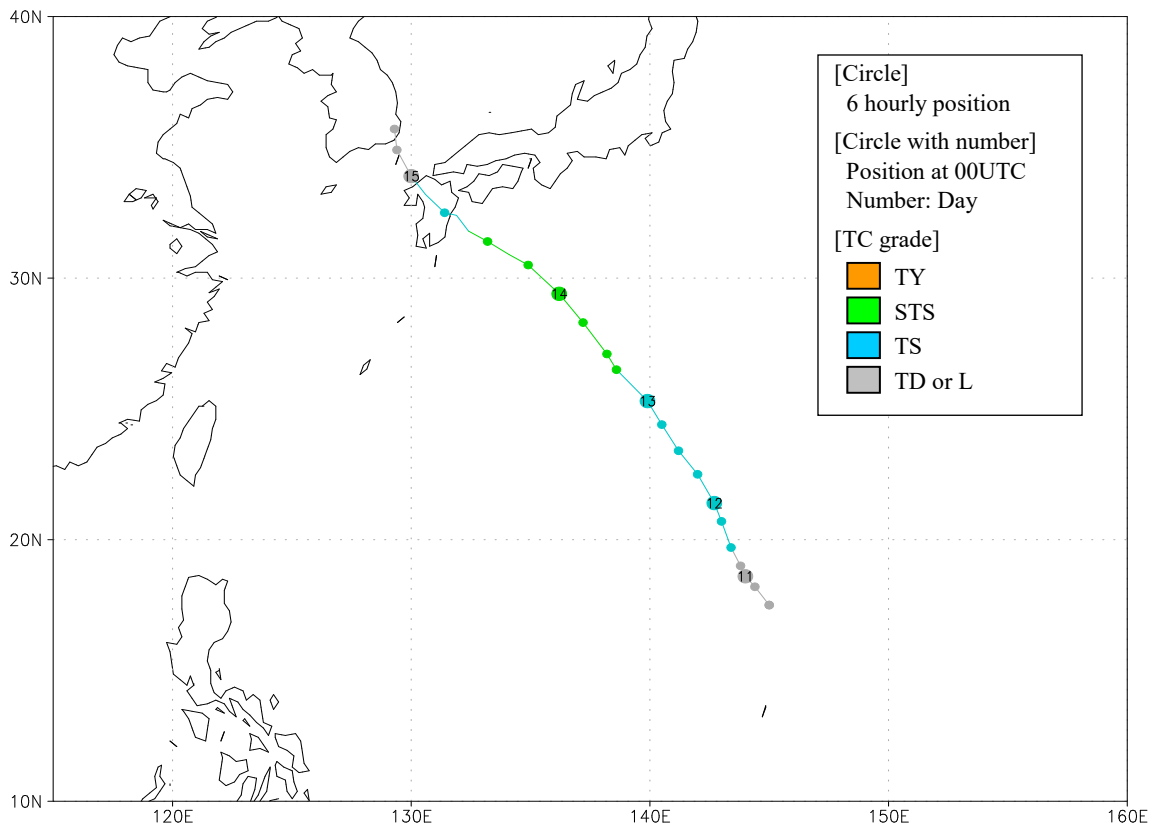 40N
[Circle]
6 hourly position
[Circle with number]
Position at 00UTC
Number: Day
[TC grade]
TY
STS
TS
TD or L
15
30N
14
13
12
20N
11
10N
120E
130E
140E
150E
160E